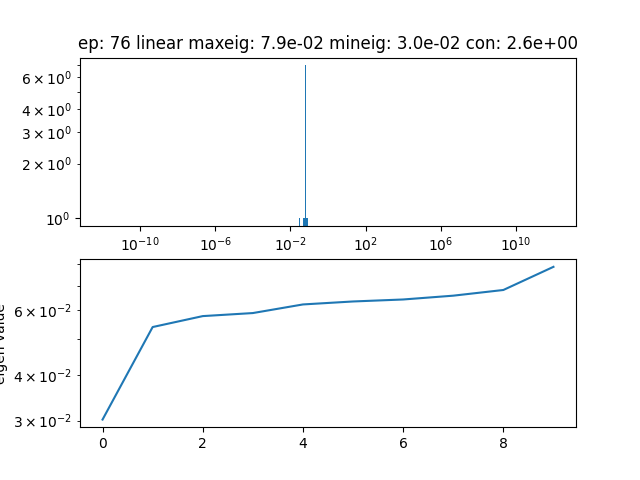 ep: 76 linear maxeig: 7.9e-02 mineig: 3.0e-02 con: 2.6e+00
6 × 10⁰
4 × 10⁰
3 × 10⁰
2 × 10⁰
10⁰
10⁻¹⁰ 10⁻⁶ 10⁻² 10² 10⁶ 10¹⁰
eigen value
6 × 10⁻²
4 × 10⁻²
3 × 10⁻²
0 2 4 6 8